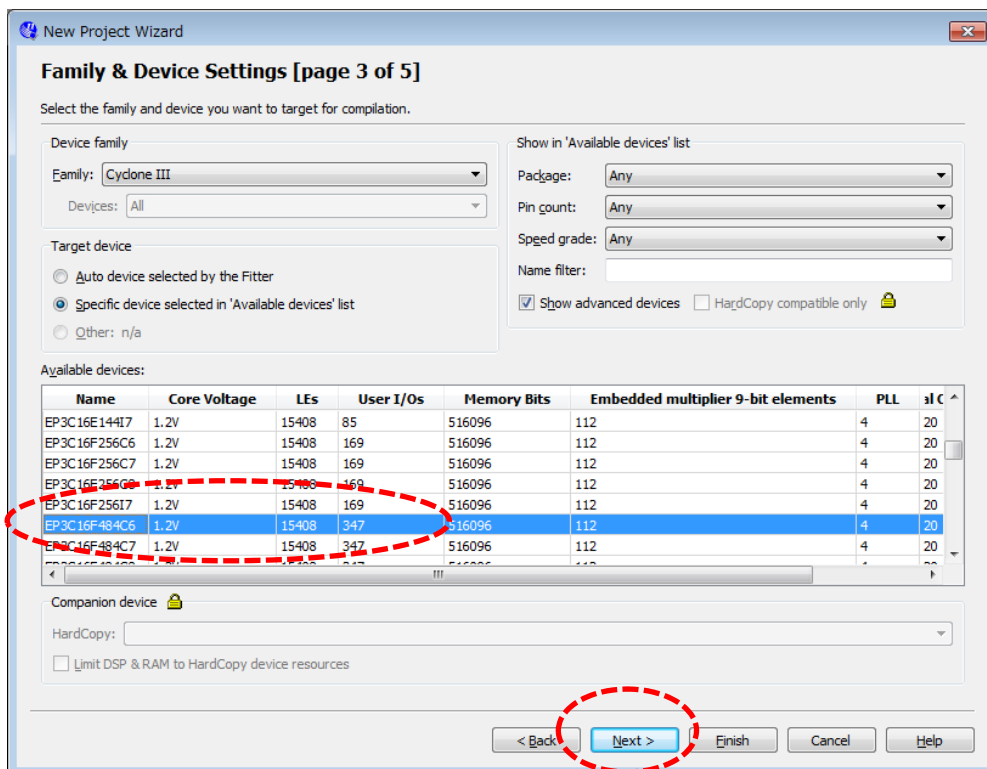 New Project Wizard
Family & Device Settings [page 3 of 5]
Select the family and device you want to target for compilation.
Device family
Family: Cyclone III
Devices: All
Target device
Auto device selected by the Fitter
Specific device selected in 'Available devices' list
Other: n/a
Show in 'Available devices' list
Package: Any
Pin count: Any
Speed grade: Any
Name filter:
Show advanced devices HardCopy compatible only
Available devices:
Name Core Voltage LEs User I/Os Memory Bits Embedded multiplier 9-bit elements PLL
EP3C16E144I7 1.2V 15408 85 516096 112 4 20
EP3C16F256C6 1.2V 15408 169 516096 112 4 20
EP3C16F256C7 1.2V 15408 169 516096 112 4 20
EP3C16F256C8 1.2V 15408 169 516096 112 4 20
EP3C16F256I7 1.2V 15408 169 516096 112 4 20
EP3C16F484C6 1.2V 15408 347 516096 112 4 20
EP3C16F484C7 1.2V 15408 347 516096 112 4 20
Companion device
HardCopy:
Limit DSP & RAM to HardCopy device resources
< Back Next > Finish Cancel Help